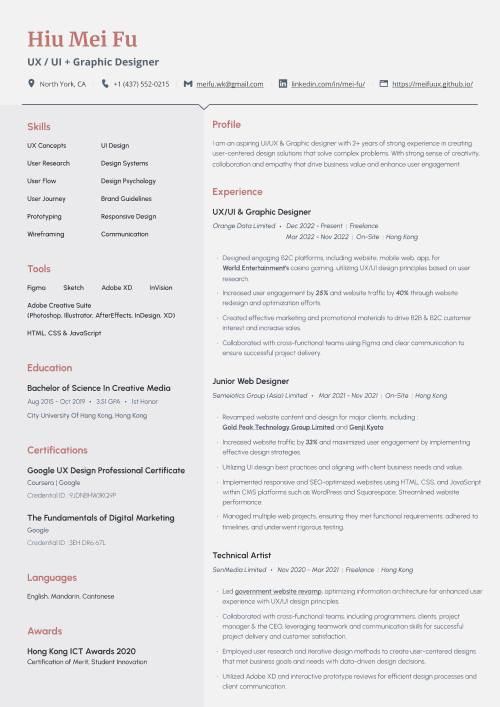 Hiu Mei Fu
UX / UI + Graphic Designer
North York, CA
+1 (437) 552-0215
meifu.wk@gmail.com
linkedin.com/in/mei-fu/
https://meifuux.github.io/
Skills
UX Concepts UI Design
User Research Design Systems
User Flow Design Psychology
User Journey Brand Guidelines
Prototyping Responsive Design
Wireframing Communication
Tools
Figma Sketch Adobe XD InVision
Adobe Creative Suite
(Photoshop, Illustrator, AfterEffects, InDesign, XD)
HTML, CSS & JavaScript
Education
Bachelor of Science In Creative Media
Aug 2015 - Oct 2019 • 3.51 GPA • 1st Honor
City University Of Hong Kong, Hong Kong
Certifications
Google UX Design Professional Certificate
Coursera | Google
Credential ID : 9JDNBHW3KQ9P
The Fundamentals of Digital Marketing
Google
Credential ID : 3EH DR6 67L
Languages
English, Mandarin, Cantonese
Awards
Hong Kong ICT Awards 2020
Certification of Merit, Student Innovation
Profile
I am an aspiring UI/UX & Graphic designer with 2+ years of strong experience in creating
user-centered design solutions that solve complex problems. With strong sense of creativity,
collaboration and empathy that drive business value and enhance user engagement.
Experience
UX/UI & Graphic Designer
Orange Data Limited • Dec 2022 - Present | Freelance
Mar 2022 - Nov 2022 | On-Site | Hong Kong
· Designed engaging B2C platforms, including website, mobile web, app, for
World Entertainment's casino gaming, utilizing UX/UI design principles based on user
research.
· Increased user engagement by 25% and website traffic by 40% through website
redesign and optimization efforts.
· Created effective marketing and promotional materials to drive B2B & B2C customer
interest and increase sales.
· Collaborated with cross-functional teams using Figma and clear communication to
ensure successful project delivery.
Junior Web Designer
Semeiotics Group (Asia) Limited • Mar 2021 - Nov 2021 | On-Site | Hong Kong
· Revamped website content and design for major clients, including :
Gold Peak Technology Group Limited and Genji Kyoto
· Increased website traffic by 33% and maximized user engagement by implementing
effective design strategies.
· Utilizing UI design best practices and aligning with client business needs and value.
· Implemented responsive and SEO-optimized websites using HTML, CSS, and JavaScript
within CMS platforms such as WordPress and Squarespace. Streamlined website
performance.
· Managed multiple web projects, ensuring they met functional requirements, adhered to
timelines, and underwent rigorous testing.
Technical Artist
SenMedia Limited • Nov 2020 - Mar 2021 | Freelance | Hong Kong
· Led government website revamp, optimizing information architecture for enhanced user
experience with UX/UI design principles.
· Collaborated with cross-functional teams, including programmers, clients, project
manager & the CEO, leveraging teamwork and communication skills for successful
project delivery and customer satisfaction.
· Employed user research and iterative design methods to create user-centered designs
that met business goals and needs with data-driven design decisions.
· Utilized Adobe XD and interactive prototype reviews for efficient design processes and
client communication.